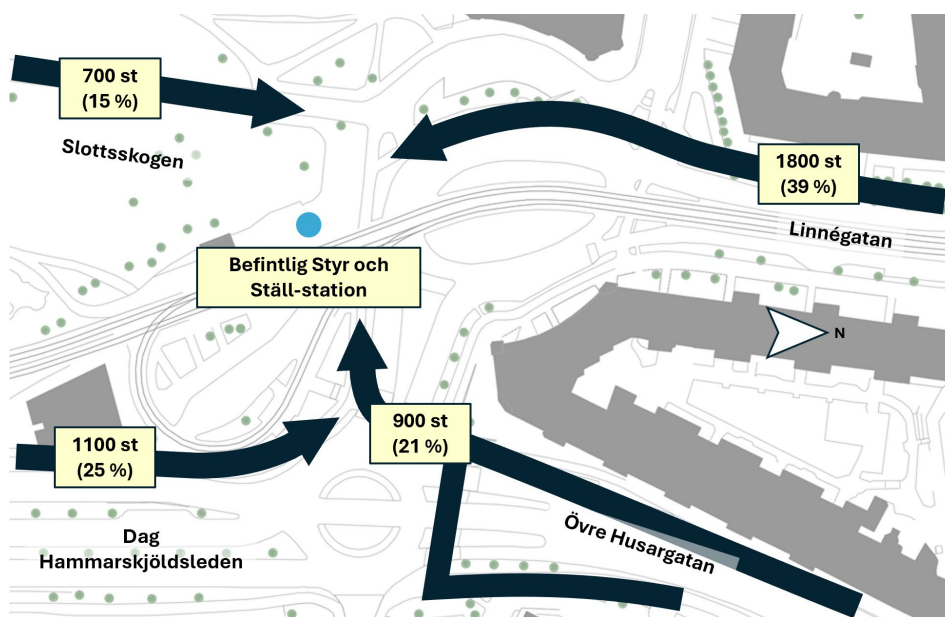 700 st
(15 %)
Slottsskogen
1800 st
(39 %)
Linnégatan
Befintlig Styr och
Ställ-station
N
900 st
(21 %)
1100 st
(25 %)
Övre Husargatan
Dag
Hammarskjöldsleden